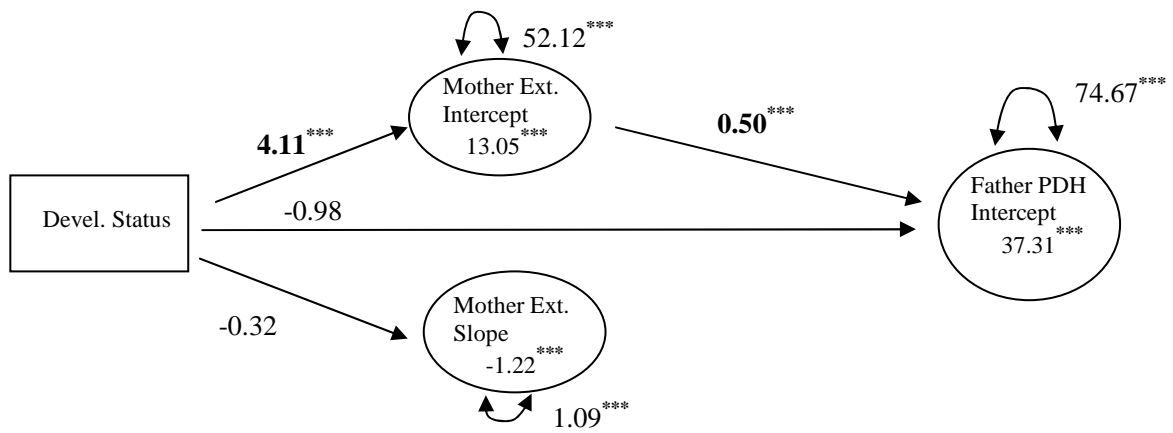 52.12***
Mother Ext.
Intercept
13.05***
4.11***
0.50***
74.67***
Devel. Status
-0.98
Father PDH
Intercept
37.31***
-0.32
Mother Ext.
Slope
-1.22***
1.09***